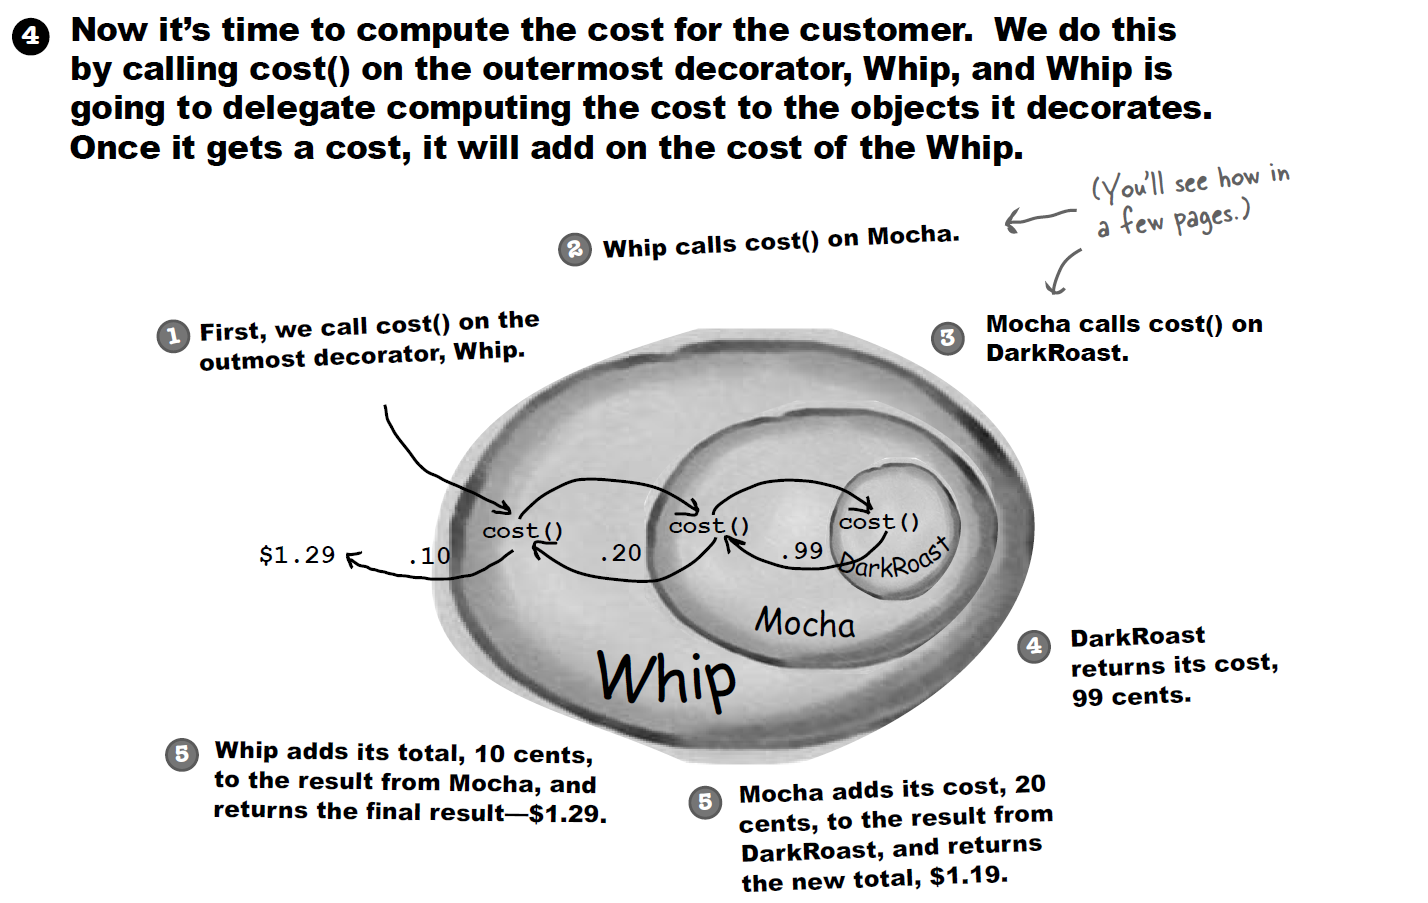 4 Now it's time to compute the cost for the customer. We do this
by calling cost() on the outermost decorator, Whip, and Whip is
going to delegate computing the cost to the objects it decorates.
Once it gets a cost, it will add on the cost of the Whip.
(You'll see how in
a few pages.)
2 Whip calls cost() on Mocha.
1 First, we call cost() on the
outmost decorator, Whip.
3 Mocha calls cost() on
DarkRoast.
cost() cost() cost()
$1.29 .10 .20 .99 DarkRoast
Mocha
Whip
4 DarkRoast
returns its cost,
99 cents.
5 Whip adds its total, 10 cents,
to the result from Mocha, and
returns the final result—$1.29.
5 Mocha adds its cost, 20
cents, to the result from
DarkRoast, and returns
the new total, $1.19.